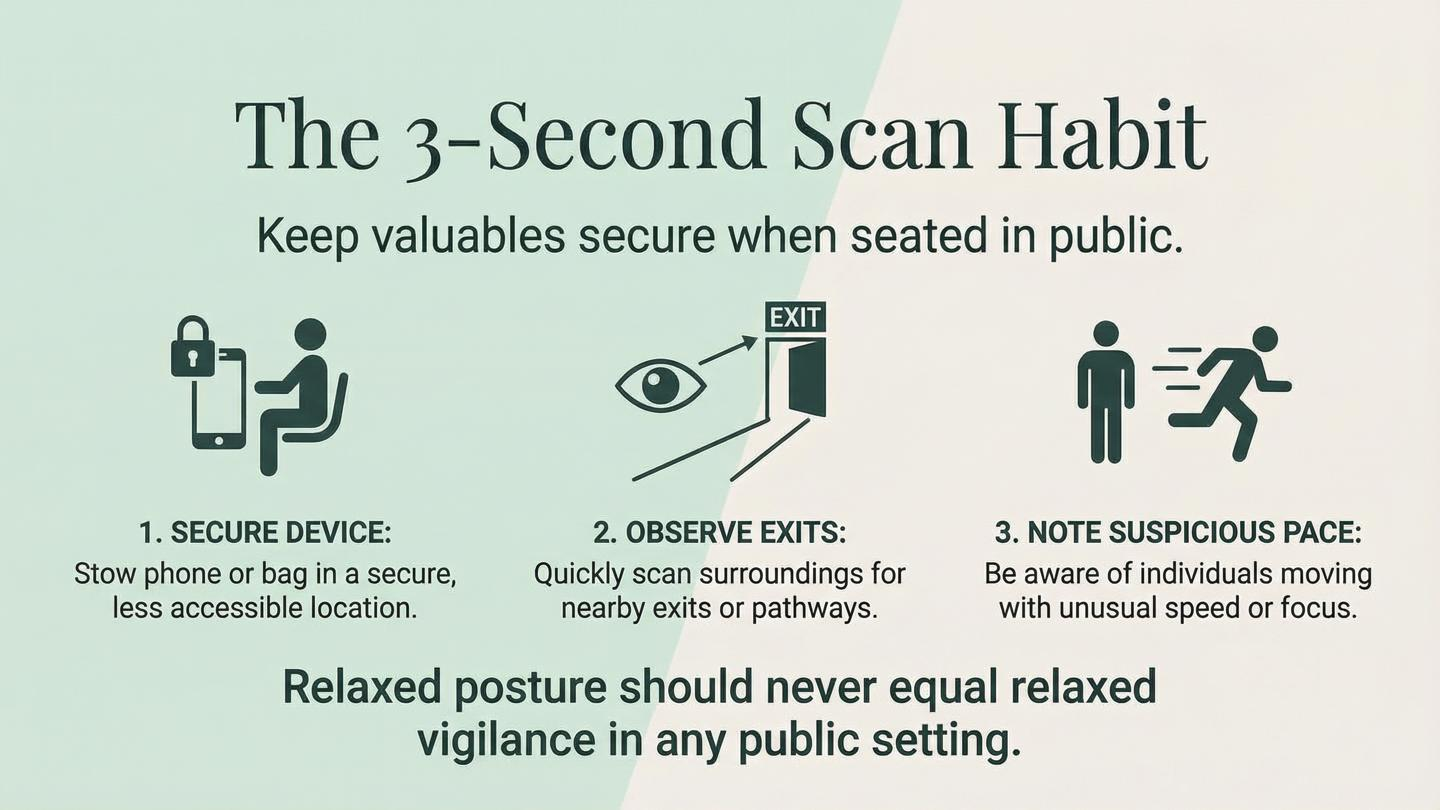 The 3-Second Scan Habit
Keep valuables secure when seated in public.
EXIT
1. SECURE DEVICE:
Stow phone or bag in a secure,
less accessible location.
2. OBSERVE EXITS:
Quickly scan surroundings for
nearby exits or pathways.
3. NOTE SUSPICIOUS PACE:
Be aware of individuals moving
with unusual speed or focus.
Relaxed posture should never equal relaxed
vigilance in any public setting.